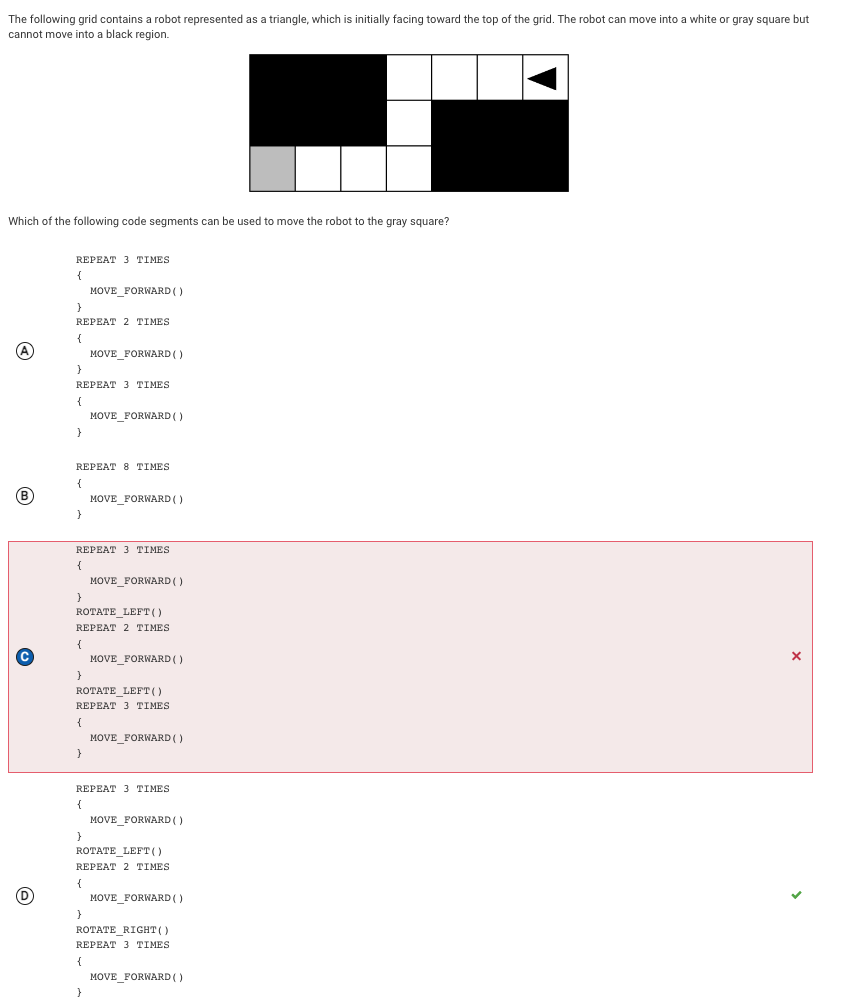 The following grid contains a robot represented as a triangle, which is initially facing toward the top of the grid. The robot can move into a white or gray square but
cannot move into a black region.
Which of the following code segments can be used to move the robot to the gray square?
A
REPEAT 3 TIMES
{
MOVE_FORWARD()
}
REPEAT 2 TIMES
{
MOVE_FORWARD()
}
REPEAT 3 TIMES
{
MOVE_FORWARD()
}
B
REPEAT 8 TIMES
{
MOVE_FORWARD()
}
C
REPEAT 3 TIMES
{
MOVE_FORWARD()
}
ROTATE_LEFT()
REPEAT 2 TIMES
{
MOVE_FORWARD()
}
ROTATE_LEFT()
REPEAT 3 TIMES
{
MOVE_FORWARD()
}
D
REPEAT 3 TIMES
{
MOVE_FORWARD()
}
ROTATE_LEFT()
REPEAT 2 TIMES
{
MOVE_FORWARD()
}
ROTATE_RIGHT()
REPEAT 3 TIMES
{
MOVE_FORWARD()
}